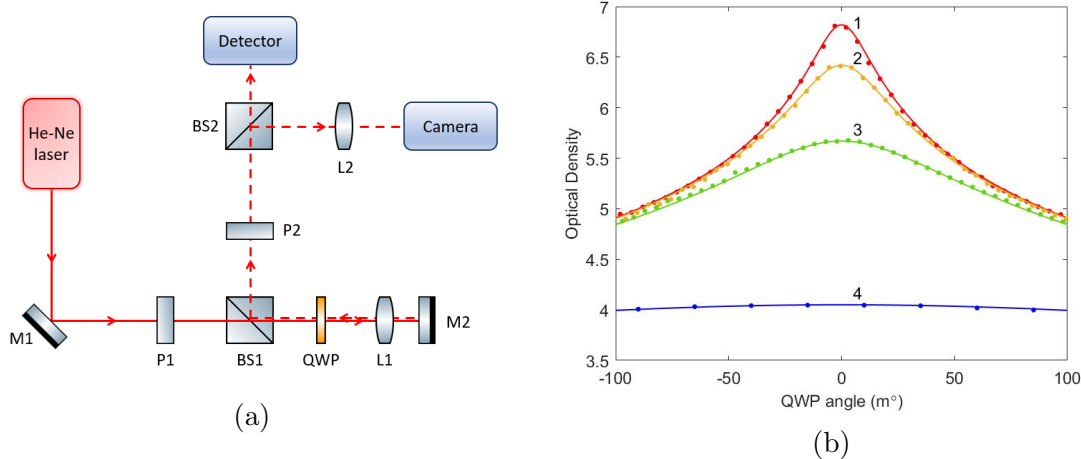 Detector
He-Ne
laser
BS2
L2
Camera
P2
M1
P1
BS1
QWP
L1
M2
(a)
7
6.5
6
5.5
5
4.5
4
3.5
Optical Density
1
2
3
4
-100
-50
0
50
100
QWP angle (m°)
(b)